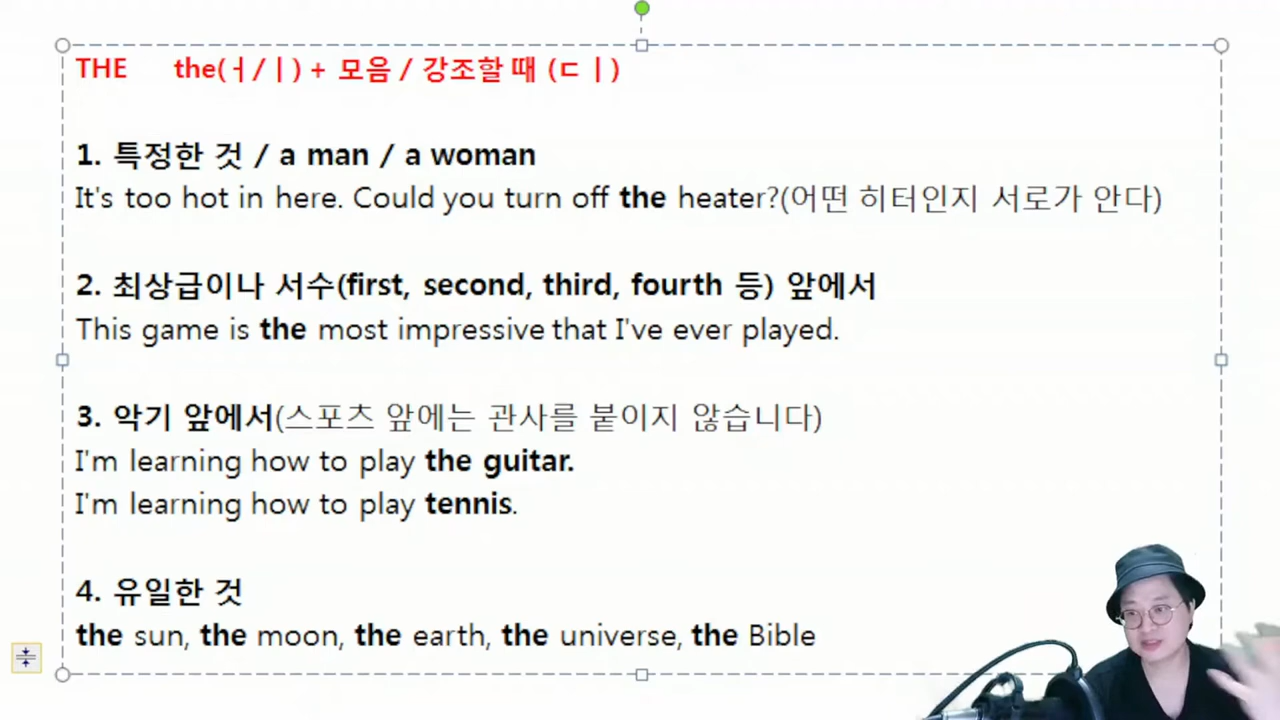 THE the(ㅓ/ㅣ) + 모음 / 강조할 때 (ㄷㅣ)
1. 특정한 것 / a man / a woman
It's too hot in here. Could you turn off the heater?(어떤 히터인지 서로가 안다)
2. 최상급이나 서수(first, second, third, fourth 등) 앞에서
This game is the most impressive that I've ever played.
3. 악기 앞에서(스포츠 앞에는 관사를 붙이지 않습니다)
I'm learning how to play the guitar.
I'm learning how to play tennis.
4. 유일한 것
the sun, the moon, the earth, the universe, the Bible